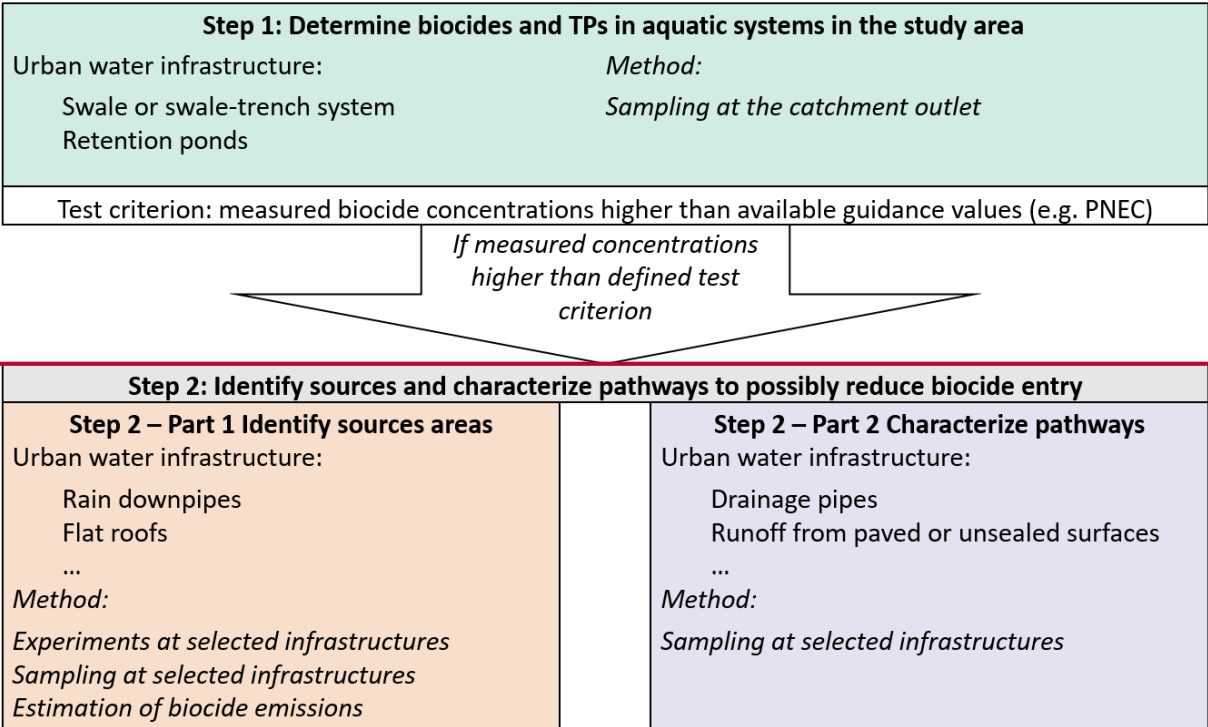 Step 1: Determine biocides and TPs in aquatic systems in the study area
Urban water infrastructure:
Swale or swale-trench system
Retention ponds
Method:
Sampling at the catchment outlet
Test criterion: measured biocide concentrations higher than available guidance values (e.g. PNEC)
If measured concentrations
higher than defined test
criterion
Step 2: Identify sources and characterize pathways to possibly reduce biocide entry
Step 2 – Part 1 Identify sources areas
Urban water infrastructure:
Rain downpipes
Flat roofs
...
Method:
Experiments at selected infrastructures
Sampling at selected infrastructures
Estimation of biocide emissions
Step 2 – Part 2 Characterize pathways
Urban water infrastructure:
Drainage pipes
Runoff from paved or unsealed surfaces
...
Method:
Sampling at selected infrastructures